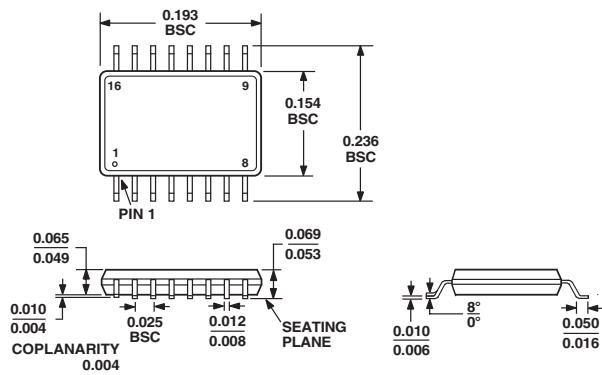 0.193
BSC
16
9
0.154
BSC
0.236
BSC
1
8
PIN 1
0.065
0.049
0.069
0.053
0.010
0.004
0.025
BSC
0.012
0.008
SEATING
PLANE
COPLANARITY
0.004
8°
0°
0.010
0.006
0.050
0.016